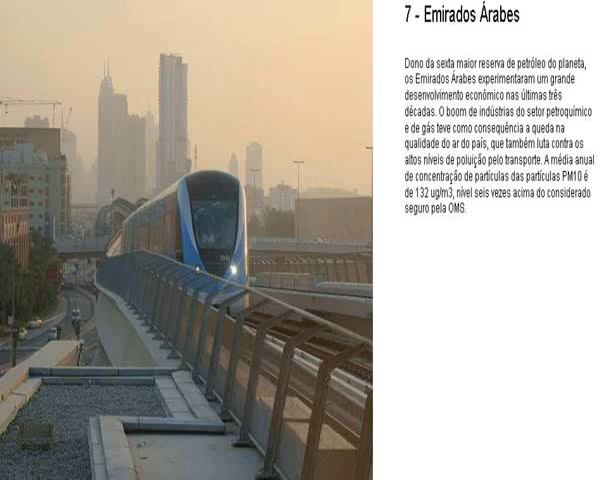 7 - Emirados Árabes
Dono da sexta maior reserva de petróleo do planeta,
os Emirados Árabes experimentaram um grande
desenvolvimento econômico nas últimas três
décadas. O boom de indústrias do setor petroquímico
e de gás teve como consequência a queda na
qualidade do ar do país, que também luta contra os
altos níveis de poluição pelo transporte. A média anual
de concentração de partículas das partículas PM10 é
de 132 ug/m3, nível seis vezes acima do considerado
seguro pela OMS.